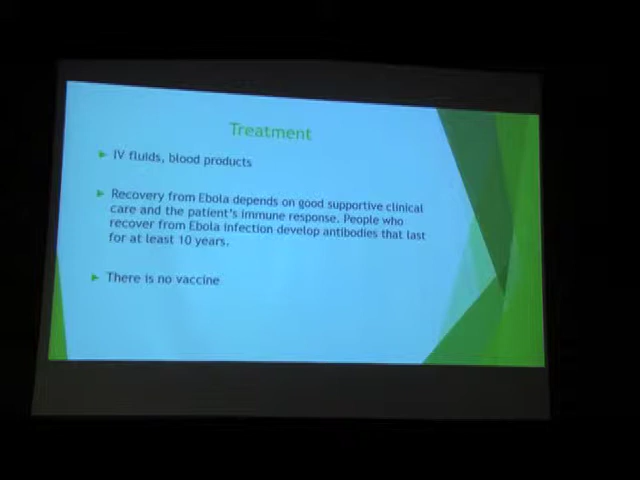 Treatment
IV fluids, blood products
Recovery from Ebola depends on good supportive clinical
care and the patient's immune response. People who
recover from Ebola infection develop antibodies that last
for at least 10 years.
There is no vaccine